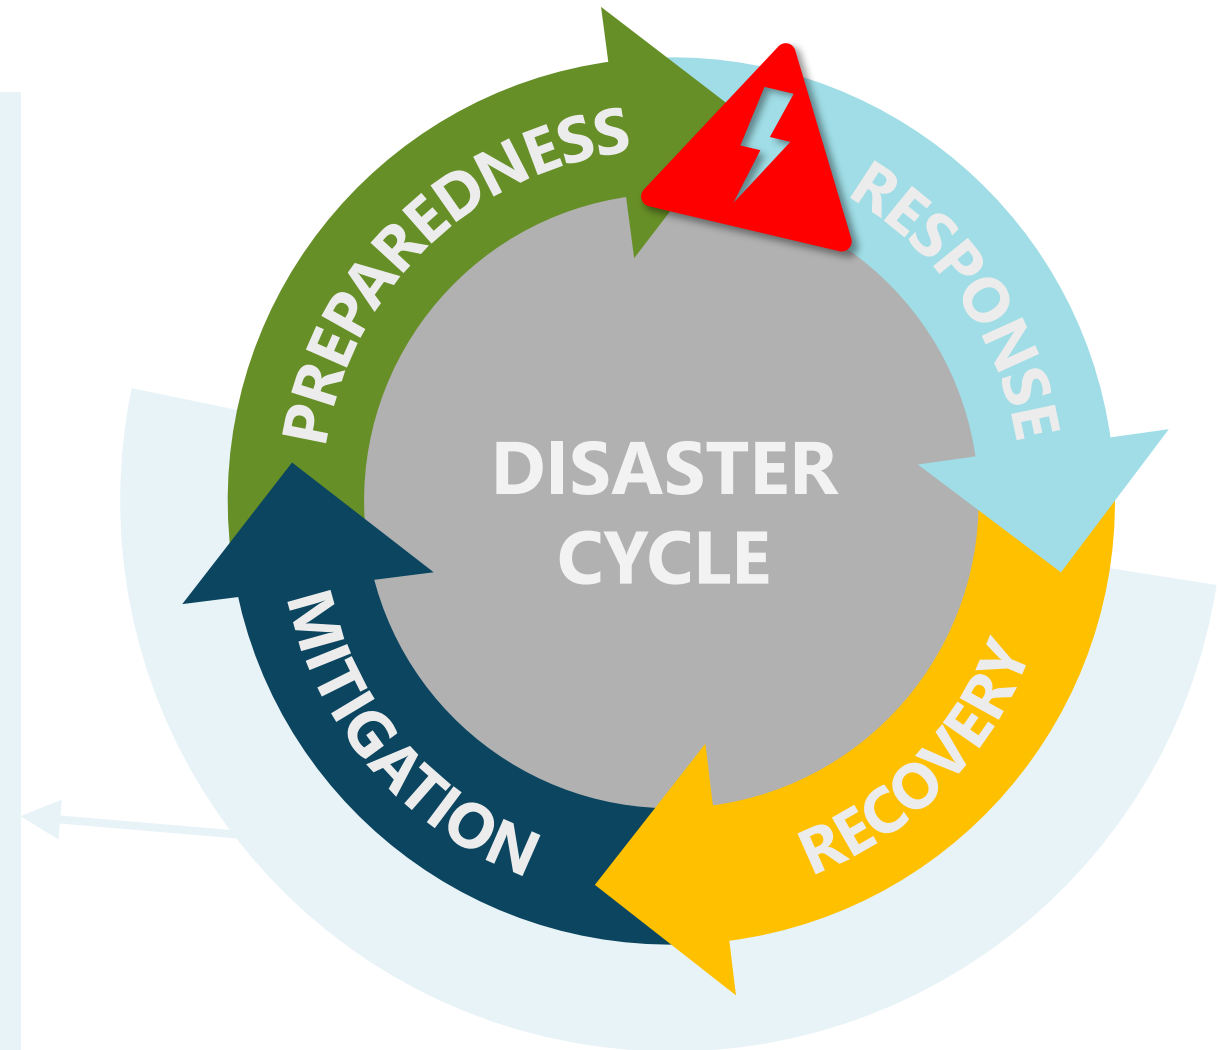 PREPAREDNESS
RESPONSE
DISASTER
CYCLE
MITIGATION
RECOVERY